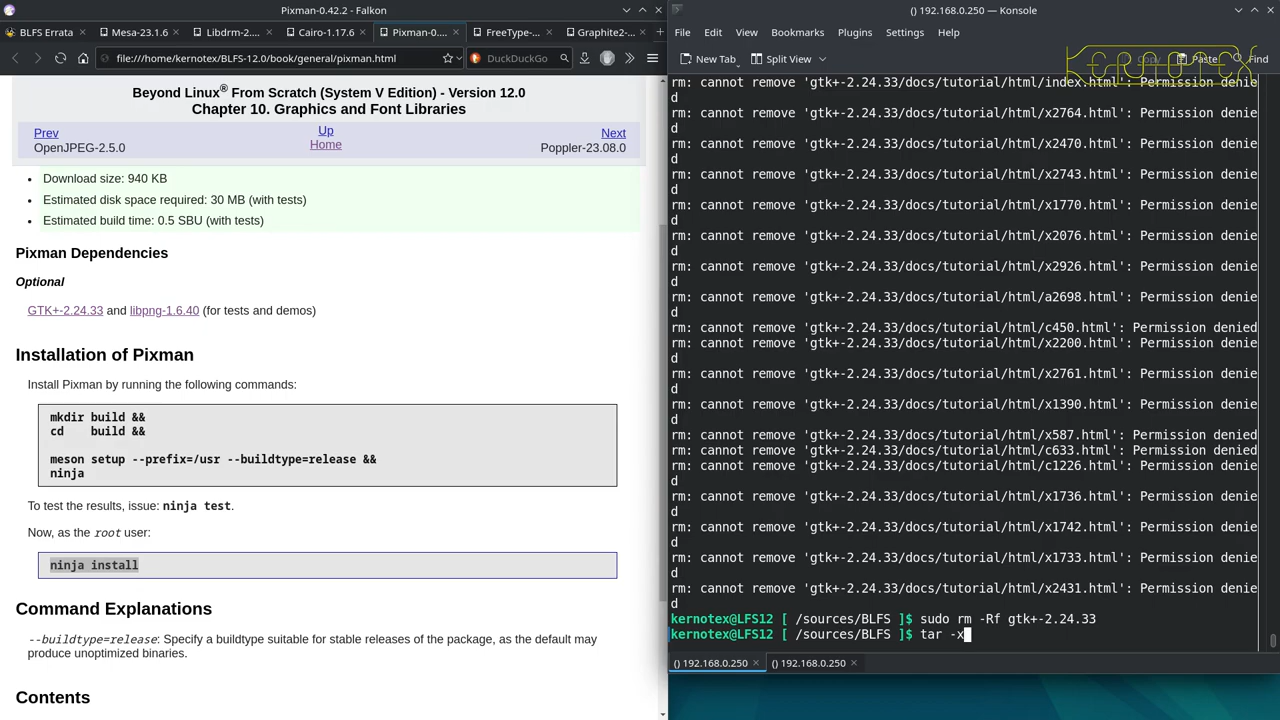 Pixman-0.42.2 - Falkon
BLFS Errata
Mesa-23.1.6
Libdrm-2....
Cairo-1.17.6
Pixman-0....
FreeType-...
Graphite2-...
file:///home/kernotex/BLFS-12.0/book/general/pixman.html
DuckDuckGo
Beyond Linux® From Scratch (System V Edition) - Version 12.0
Chapter 10. Graphics and Font Libraries
Prev
Up
Next
OpenJPEG-2.5.0
Home
Poppler-23.08.0
• Download size: 940 KB
• Estimated disk space required: 30 MB (with tests)
• Estimated build time: 0.5 SBU (with tests)
Pixman Dependencies
Optional
GTK+-2.24.33 and libpng-1.6.40 (for tests and demos)
Installation of Pixman
Install Pixman by running the following commands:
mkdir build &&
cd    build &&
meson setup --prefix=/usr --buildtype=release &&
ninja
To test the results, issue: ninja test.
Now, as the root user:
ninja install
Command Explanations
--buildtype=release: Specify a buildtype suitable for stable releases of the package, as the default may
produce unoptimized binaries.
Contents
() 192.168.0.250 — Konsole
File Edit View Bookmarks Plugins Settings Help
New Tab
Split View
Copy
Paste
Find
Kernotex
rm: cannot remove 'gtk+-2.24.33/docs/tutorial/html/index.html': Permission denie
d
rm: cannot remove 'gtk+-2.24.33/docs/tutorial/html/x2764.html': Permission denie
d
rm: cannot remove 'gtk+-2.24.33/docs/tutorial/html/x2470.html': Permission denie
d
rm: cannot remove 'gtk+-2.24.33/docs/tutorial/html/x2743.html': Permission denie
d
rm: cannot remove 'gtk+-2.24.33/docs/tutorial/html/x1770.html': Permission denie
d
rm: cannot remove 'gtk+-2.24.33/docs/tutorial/html/x2076.html': Permission denie
d
rm: cannot remove 'gtk+-2.24.33/docs/tutorial/html/x2926.html': Permission denie
d
rm: cannot remove 'gtk+-2.24.33/docs/tutorial/html/a2698.html': Permission denie
d
rm: cannot remove 'gtk+-2.24.33/docs/tutorial/html/c450.html': Permission denied
rm: cannot remove 'gtk+-2.24.33/docs/tutorial/html/x2200.html': Permission denie
d
rm: cannot remove 'gtk+-2.24.33/docs/tutorial/html/x2761.html': Permission denie
d
rm: cannot remove 'gtk+-2.24.33/docs/tutorial/html/x1390.html': Permission denie
d
rm: cannot remove 'gtk+-2.24.33/docs/tutorial/html/x587.html': Permission denied
rm: cannot remove 'gtk+-2.24.33/docs/tutorial/html/c633.html': Permission denied
rm: cannot remove 'gtk+-2.24.33/docs/tutorial/html/c1226.html': Permission denie
d
rm: cannot remove 'gtk+-2.24.33/docs/tutorial/html/x1736.html': Permission denie
d
rm: cannot remove 'gtk+-2.24.33/docs/tutorial/html/x1742.html': Permission denie
d
rm: cannot remove 'gtk+-2.24.33/docs/tutorial/html/x1733.html': Permission denie
d
rm: cannot remove 'gtk+-2.24.33/docs/tutorial/html/x2431.html': Permission denie
d
kernotex@LFS12 [ /sources/BLFS ]$ sudo rm -Rf gtk+-2.24.33
kernotex@LFS12 [ /sources/BLFS ]$ tar -x
() 192.168.0.250
() 192.168.0.250